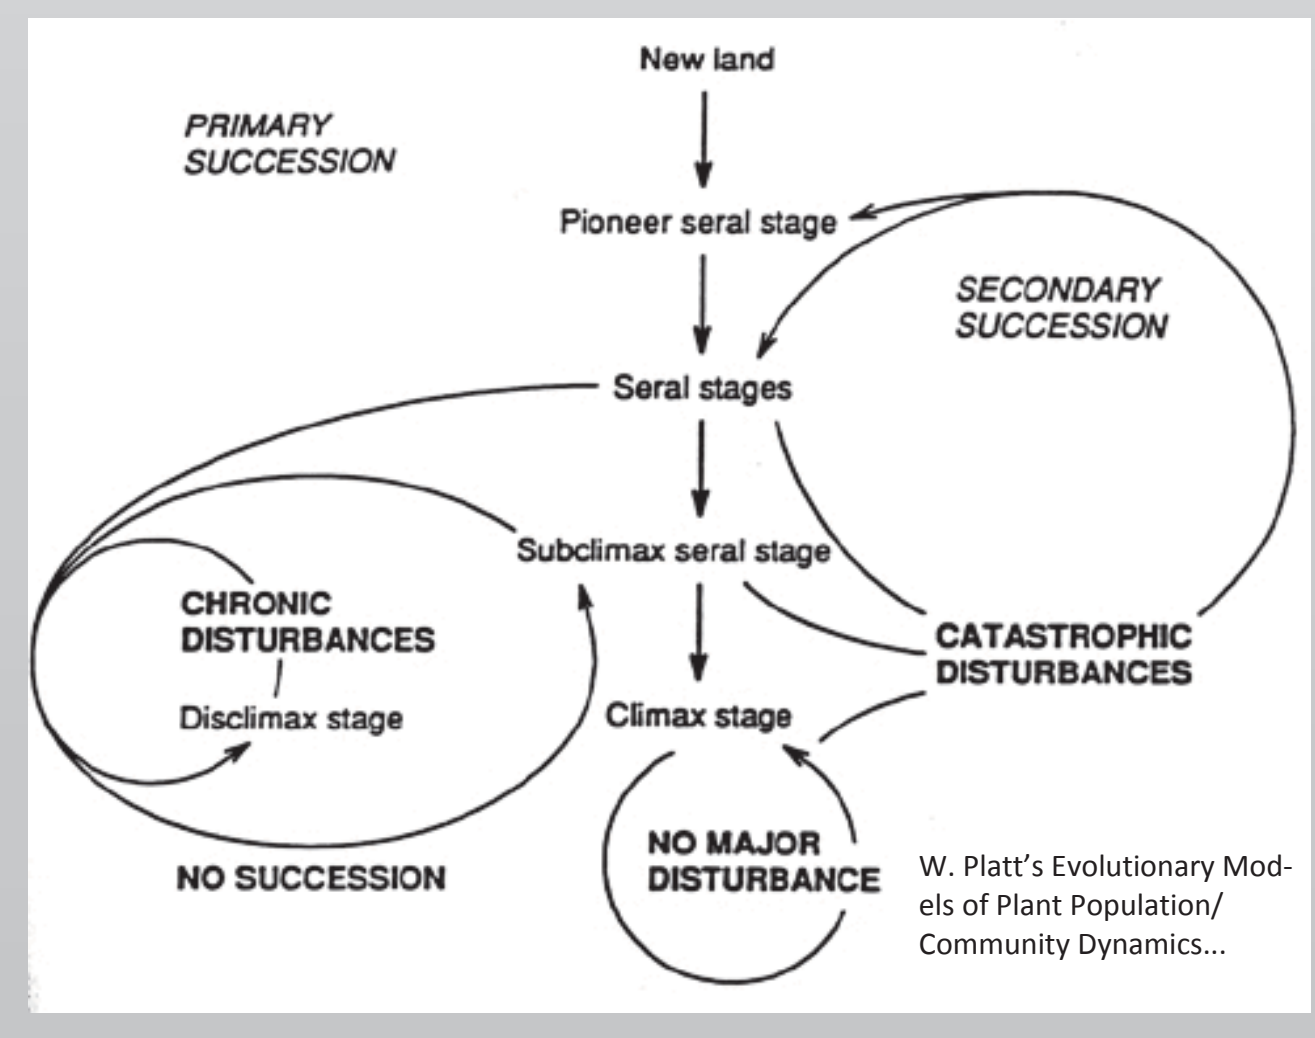 New land
PRIMARY
SUCCESSION
Pioneer seral stage
SECONDARY
SUCCESSION
Seral stages
Subclimax seral stage
CHRONIC
DISTURBANCES
CATASTROPHIC
DISTURBANCES
Disclimax stage
Climax stage
NO MAJOR
DISTURBANCE
NO SUCCESSION
W. Platt’s Evolutionary Mod-
els of Plant Population/
Community Dynamics...